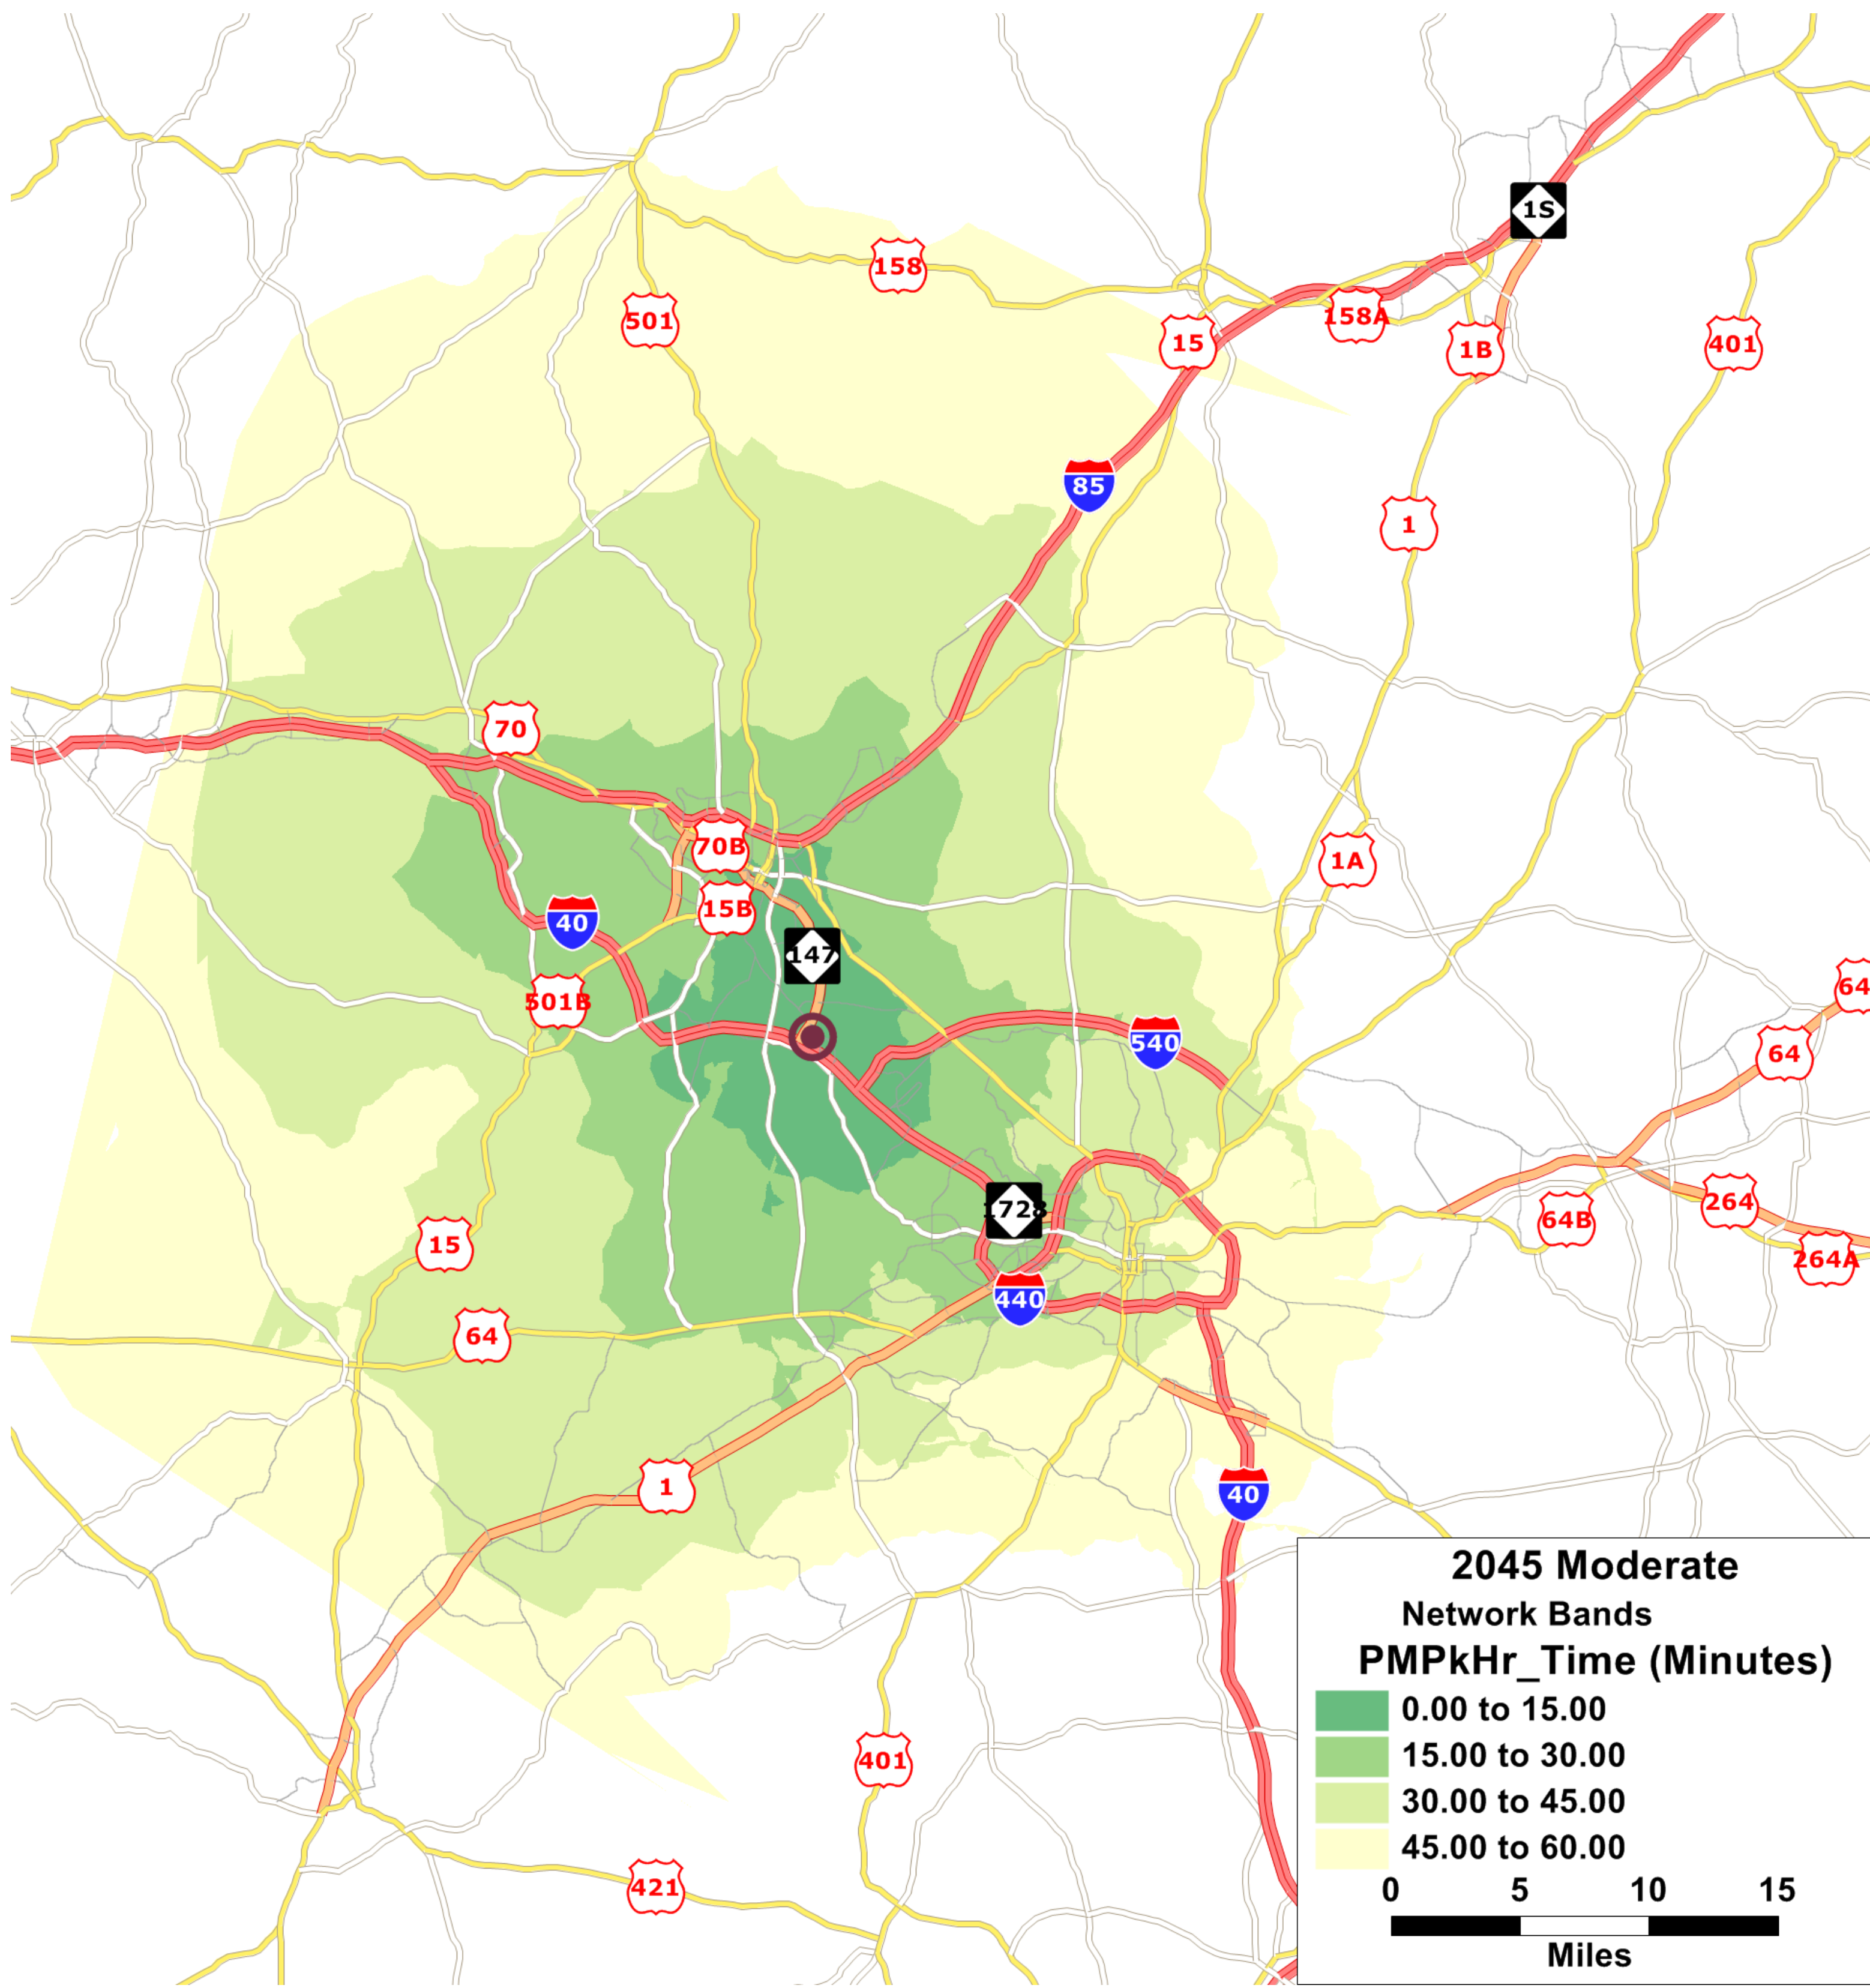 1S
158
501
158A
15
1B
401
85
1
70
70B
1A
15B
40
147
501B
64
540
64
1728
264
64B
15
264A
440
64
1
40
2045 Moderate
Network Bands
PMPkHr_Time (Minutes)
0.00 to 15.00
15.00 to 30.00
401
30.00 to 45.00
45.00 to 60.00
421
0 5 10 15
Miles